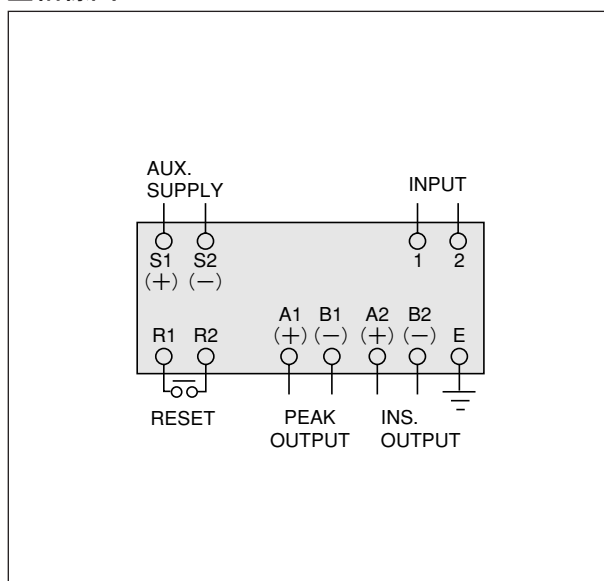 AUX.
SUPPLY
INPUT
S1 S2 1 2
(+) (−)
A1 B1 A2 B2
R1 R2 (+) (−) (+) (−) E
RESET
PEAK
OUTPUT
INS.
OUTPUT